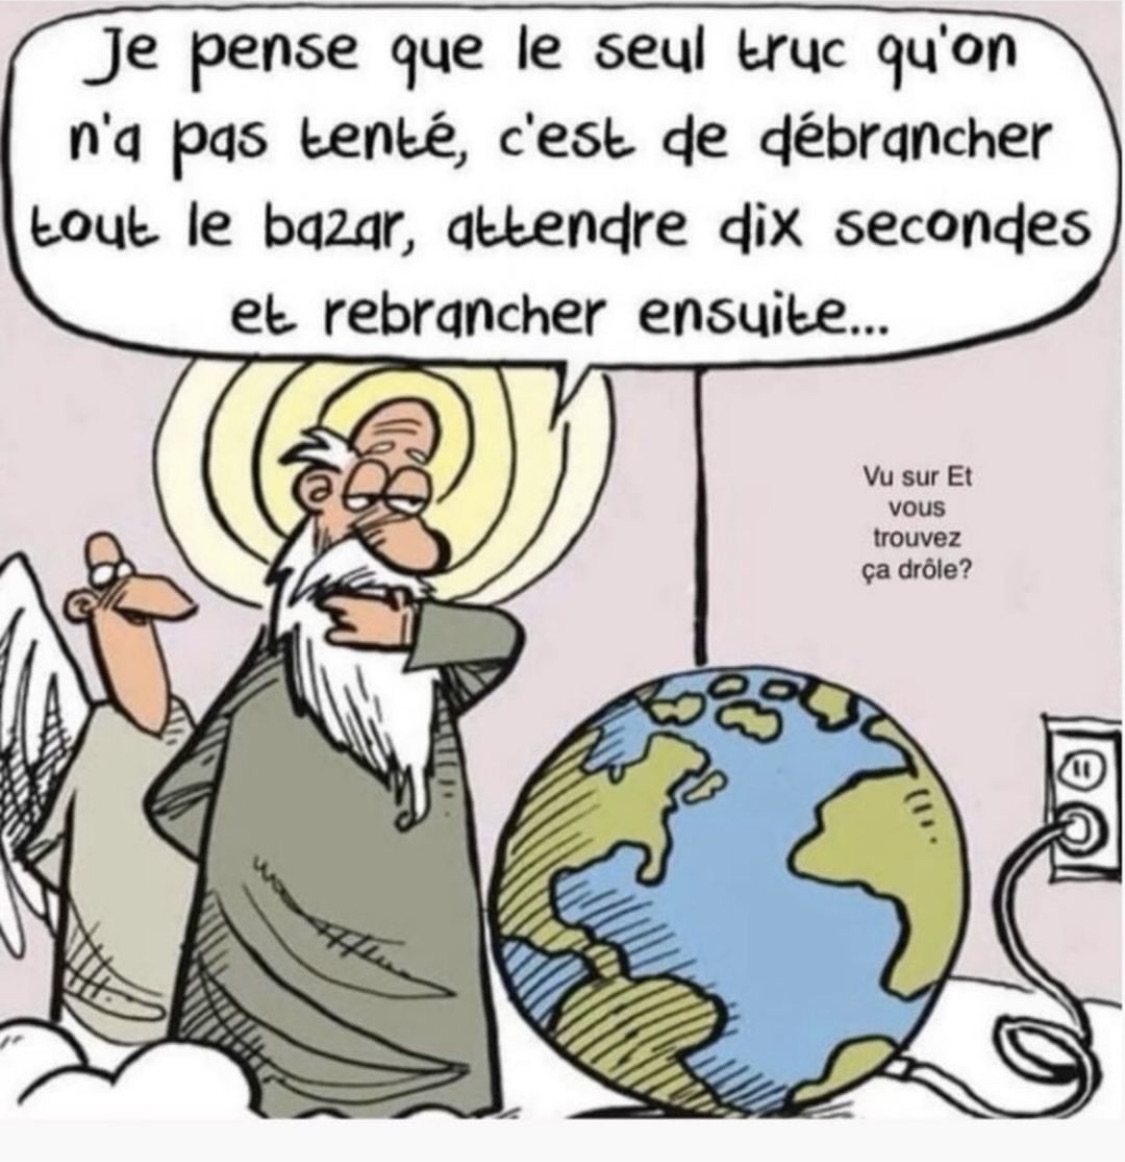 Je pense que le seul truc qu'on
n'a pas tenté, c'est de débrancher
tout le bazar, attendre dix secondes
et rebrancher ensuite...
Vu sur Et
vous
trouvez
ça drôle?